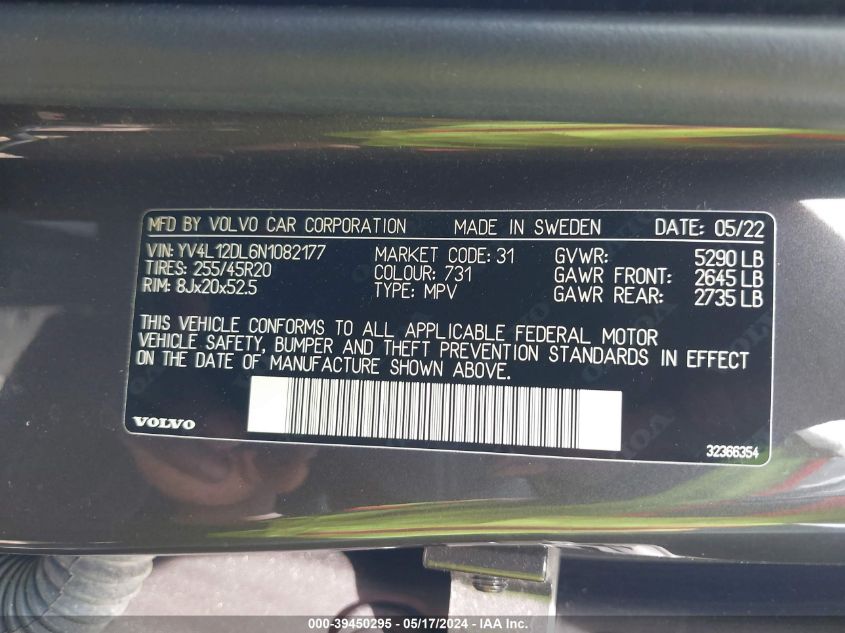 MFD BY VOLVO CAR CORPORATION MADE IN SWEDEN DATE: 05/22
VIN: YV4L12DL6N1082177 MARKET CODE: 31 GVWR: 5290 LB
TIRES: 255/45R20 COLOUR: 731 GAWR FRONT: 2645 LB
RIM: 8Jx20x52.5 TYPE: MPV GAWR REAR: 2735 LB
THIS VEHICLE CONFORMS TO ALL APPLICABLE FEDERAL MOTOR
VEHICLE SAFETY, BUMPER AND THEFT PREVENTION STANDARDS IN EFFECT
ON THE DATE OF MANUFACTURE SHOWN ABOVE.
VOLVO
32366354
000-39450295 - 05/17/2024 - IAA Inc.